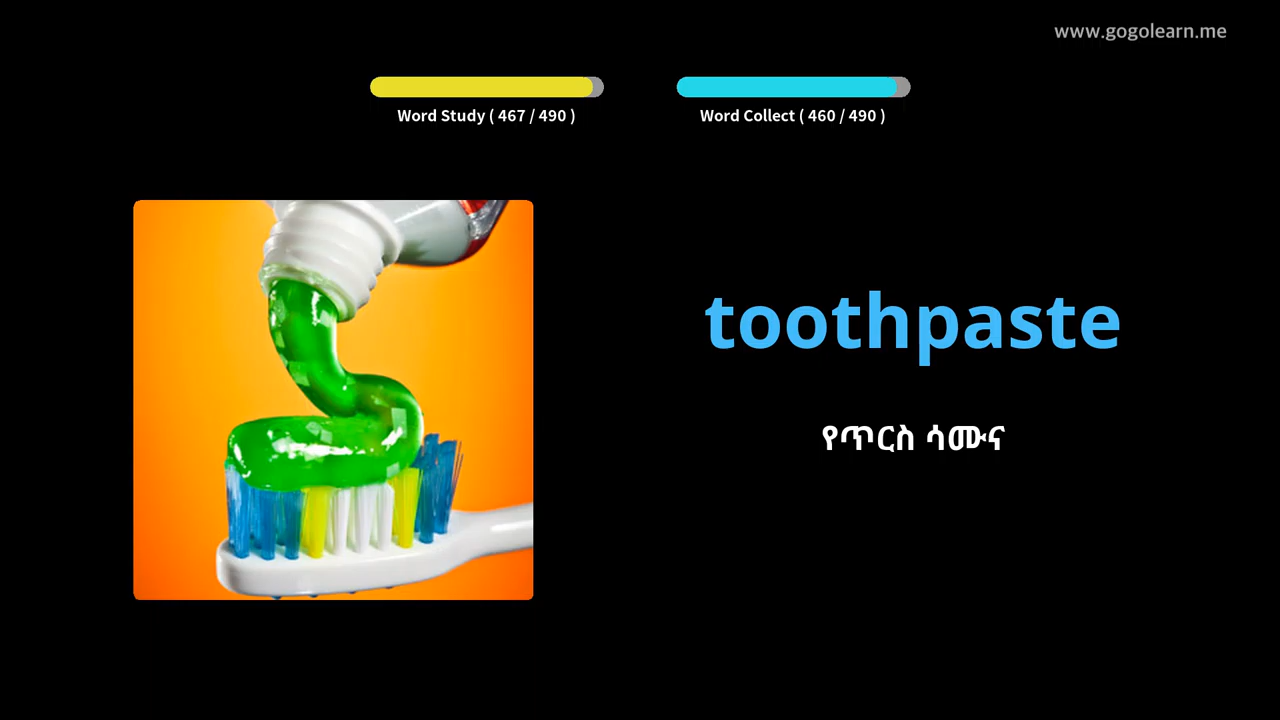 www.gogolearn.me
Word Study ( 467 / 490 )
Word Collect ( 460 / 490 )
toothpaste
የጥርስ ሳሙና